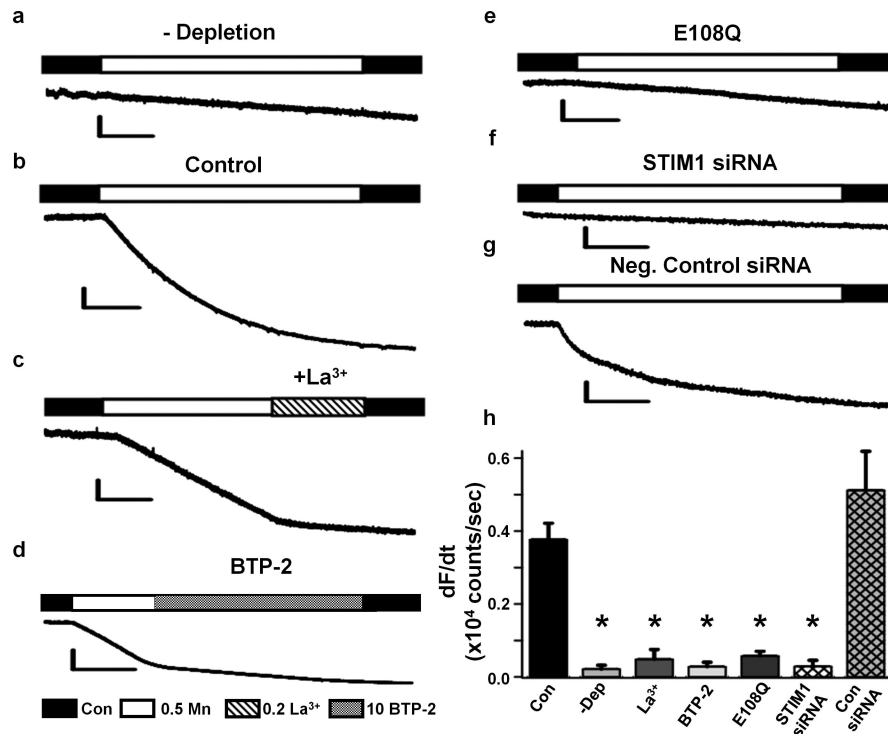 a
- Depletion
b
Control
c
+La³⁺
d
BTP-2
Con
0.5 Mn
0.2 La³⁺
10 BTP-2
e
E108Q
f
STIM1 siRNA
g
Neg. Control siRNA
h
dF/dt
(x10⁴ counts/sec)
0.6
0.4
0.2
0.0
*
*
*
*
*
Con
-Dep
La³⁺
BTP-2
E108Q
STIM1
siRNA
Con
siRNA